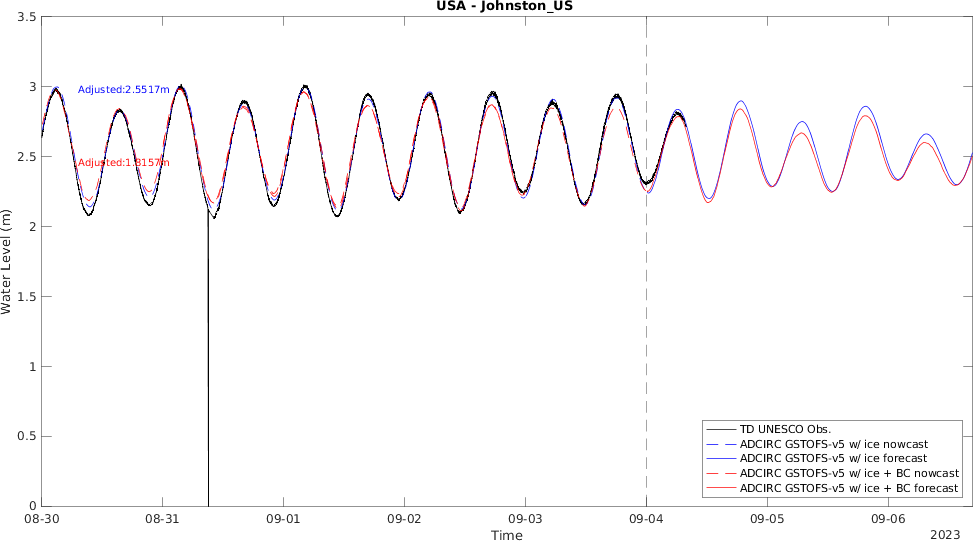 USA - Johnston_US
3.5
3
2.5
2
1.5
1
0.5
0
Water Level (m)
Adjusted:2.5517m
Adjusted:1.8157m
TD UNESCO Obs.
ADCIRC GSTOFS-v5 w/ ice nowcast
ADCIRC GSTOFS-v5 w/ ice forecast
ADCIRC GSTOFS-v5 w/ ice + BC nowcast
ADCIRC GSTOFS-v5 w/ ice + BC forecast
08-30 08-31 09-01 09-02 09-03 09-04 09-05 09-06
Time
2023